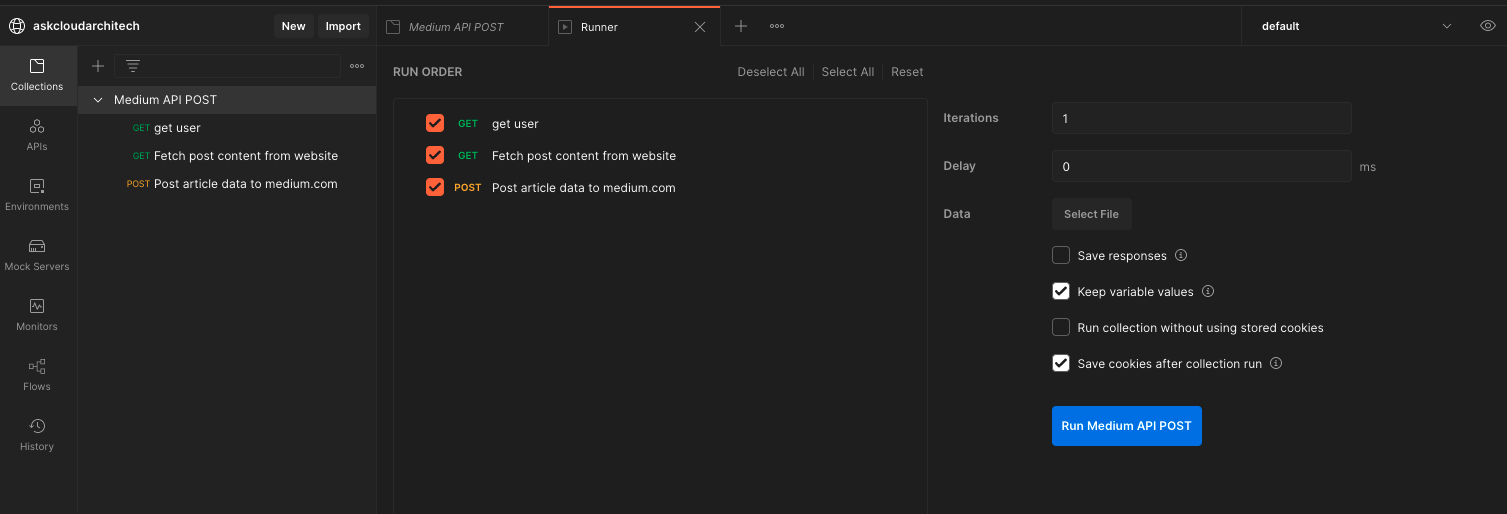 askcloudarchitech
New
Import
Medium API POST
Runner
default
Collections
APIs
Environments
Mock Servers
Monitors
Flows
History
Medium API POST
GET get user
GET Fetch post content from website
POST Post article data to medium.com
RUN ORDER
Deselect All
Select All
Reset
GET get user
GET Fetch post content from website
POST Post article data to medium.com
Iterations 1
Delay 0 ms
Data Select File
Save responses
Keep variable values
Run collection without using stored cookies
Save cookies after collection run
Run Medium API POST